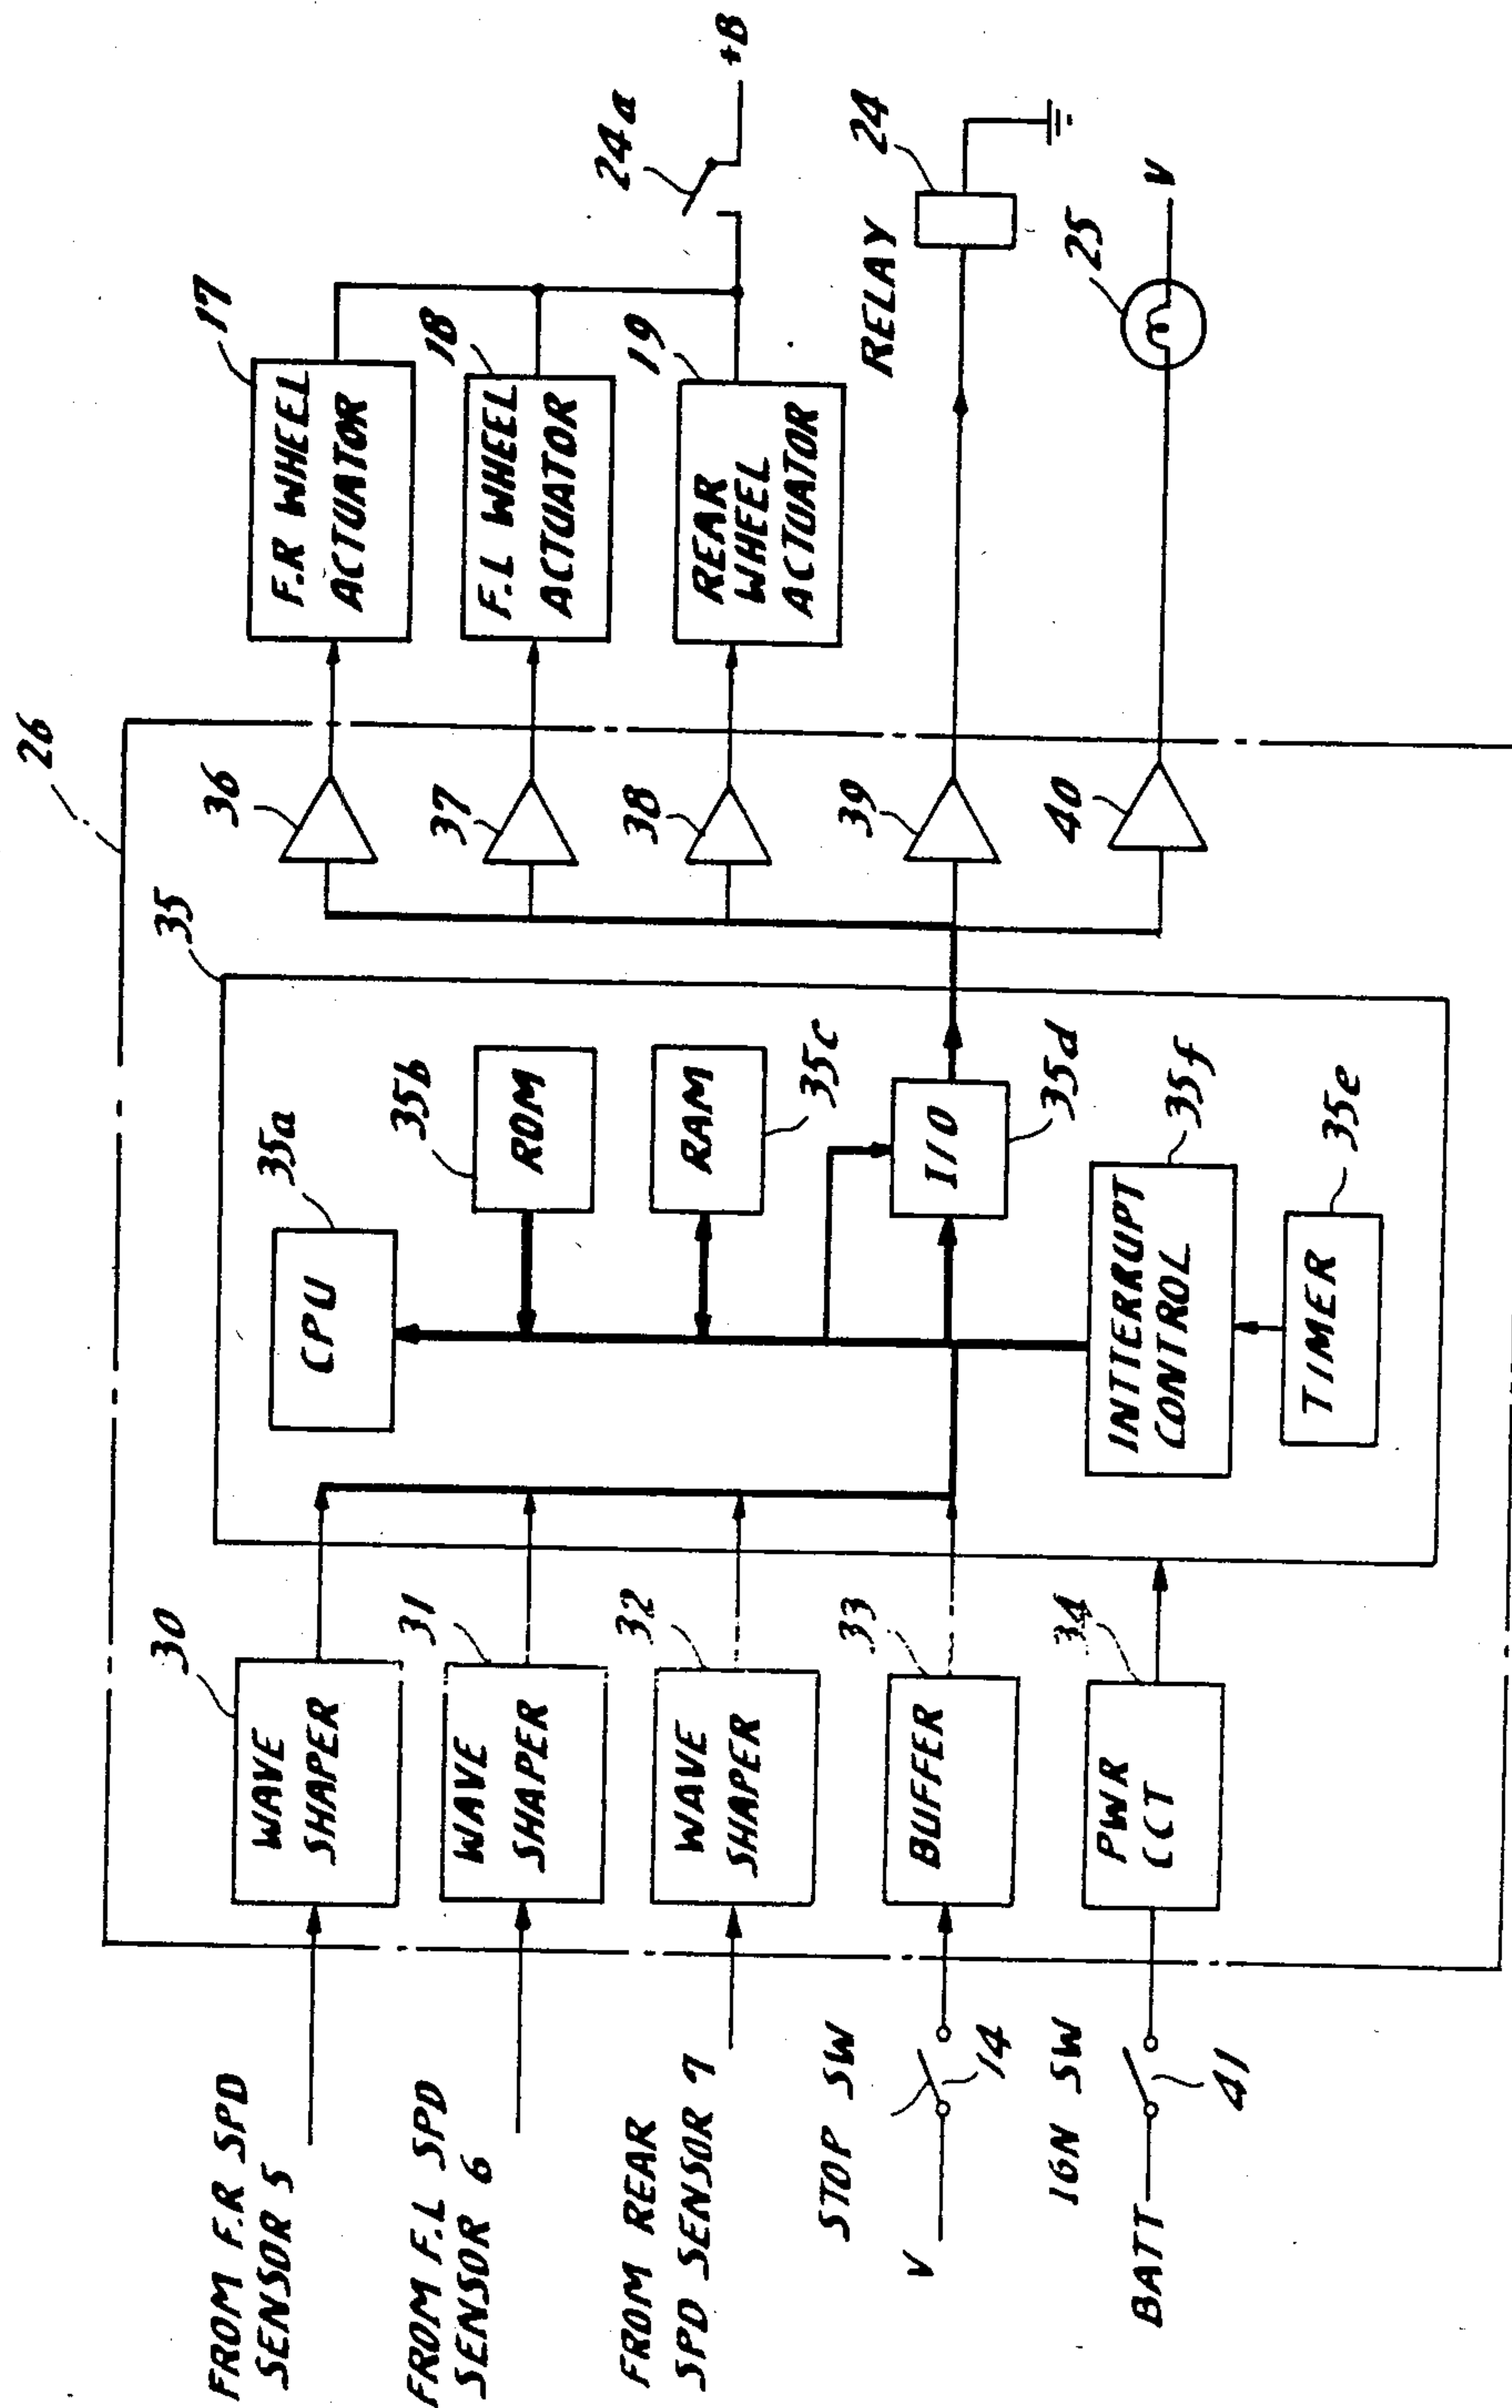 FROM F.R SPD
SENSOR 5
FROM F.L SPD
SENSOR 6
FROM REAR
SPD SENSOR 7
STOP SW
V
14
IGN SW
BATT
41
26
30
WAVE
SHAPER
31
WAVE
SHAPER
32
WAVE
SHAPER
33
BUFFER
34
PWR
CCT
35
35a
CPU
35b
ROM
RAM
35c
I/O
35d
INTERRUPT
CONTROL
35f
TIMER
35e
36
37
38
39
40
17
F.R WHEEL
ACTUATOR
18
F.L WHEEL
ACTUATOR
19
REAR
WHEEL
ACTUATOR
24a
+B
RELAY
24
25
V